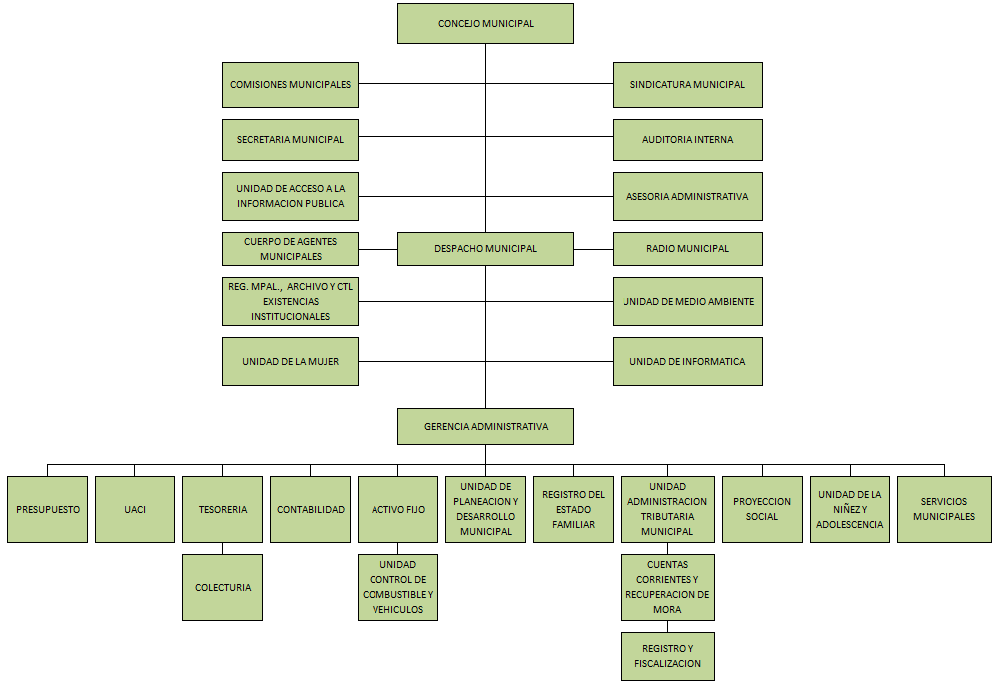 CONCEJO MUNICIPAL
COMISIONES MUNICIPALES
SINDICATURA MUNICIPAL
SECRETARIA MUNICIPAL
AUDITORIA INTERNA
UNIDAD DE ACCESO A LA
INFORMACION PUBLICA
ASESORIA ADMINISTRATIVA
CUERPO DE AGENTES
MUNICIPALES
DESPACHO MUNICIPAL
RADIO MUNICIPAL
REG. MPAL., ARCHIVO Y CTL
EXISTENCIAS
INSTITUCIONALES
UNIDAD DE MEDIO AMBIENTE
UNIDAD DE LA MUJER
UNIDAD DE INFORMATICA
GERENCIA ADMINISTRATIVA
PRESUPUESTO
UACI
TESORERIA
CONTABILIDAD
ACTIVO FIJO
UNIDAD DE
PLANEACION Y
DESARROLLO
MUNICIPAL
REGISTRO DEL
ESTADO
FAMILIAR
UNIDAD
ADMINISTRACION
TRIBUTARIA
MUNICIPAL
PROYECCION
SOCIAL
UNIDAD DE LA
NIÑEZ Y
ADOLESCENCIA
SERVICIOS
MUNICIPALES
COLECTURIA
UNIDAD
CONTROL DE
COMBUSTIBLE Y
VEHICULOS
CUENTAS
CORRIENTES Y
RECUPERACION DE
MORA
REGISTRO Y
FISCALIZACION